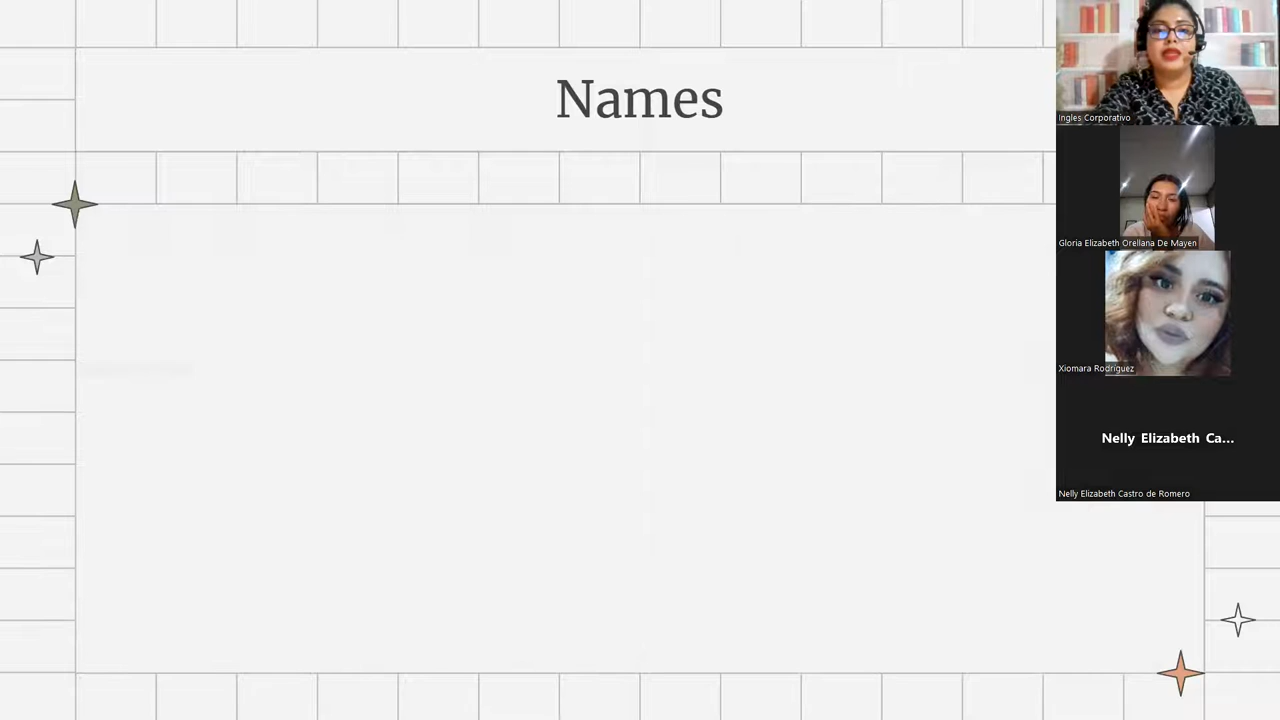 Names
Ingles Corporativo
Gloria Elizabeth Orellana De Mayen
Xiomara Rodriguez
Nelly Elizabeth Ca...
Nelly Elizabeth Castro de Romero